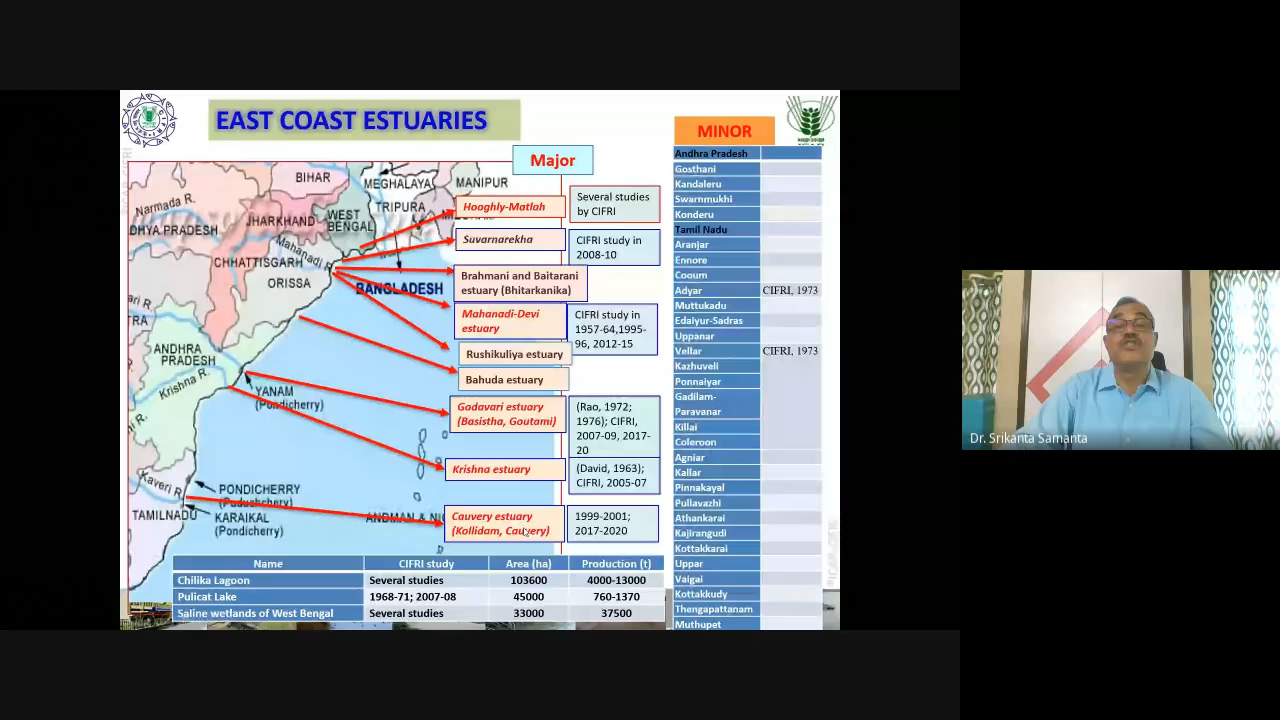 EAST COAST ESTUARIES
Major
MINOR
BIHAR
MEGHALAYA
MANIPUR
TRIPURA
Narmada R.
JHARKHAND
WEST
BENGAL
DHYA PRADESH
Mahanadi R.
CHHATTISGARH
ORISSA
BANGLADESH
ANDHRA
PRADESH
Krishna R.
YANAM
(Pondicherry)
Kaveri R.
PONDICHERRY
(Puduchchery)
TAMILNADU
KARAIKAL
(Pondicherry)
Hooghly-Matlah
Several studies
by CIFRI
Suvarnarekha
CIFRI study in
2008-10
Brahmani and Baitarani
estuary (Bhitarkanika)
Mahanadi-Devi
estuary
CIFRI study in
1957-64,1995-
96, 2012-15
Rushikuliya estuary
Bahuda estuary
Godavari estuary
(Basistha, Goutami)
(Rao, 1972;
1976); CIFRI,
2007-09, 2017-
20
Krishna estuary
(David, 1963);
CIFRI, 2005-07
Cauvery estuary
(Kollidam, Cauvery)
1999-2001;
2017-2020
Name CIFRI study Area (ha) Production (t)
Chilika Lagoon Several studies 103600 4000-13000
Pulicat Lake 1968-71; 2007-08 45000 760-1370
Saline wetlands of West Bengal Several studies 33000 37500
Andhra Pradesh
Gosthani
Kandaleru
Swarnmukhi
Konderu
Tamil Nadu
Aranjar
Ennore
Cooum
Adyar CIFRI, 1973
Muttukadu
Edaiyur-Sadras
Uppanar
Vellar CIFRI, 1973
Kazhuveli
Ponnaiyar
Gadilam-
Paravanar
Killai
Coleroon
Agniar
Kallar
Pinnakayal
Pullavazhi
Athankarai
Kajirangudi
Kottakkarai
Uppar
Vaigai
Kottakkudy
Thengapattanam
Muthupet
Dr. Srikanta Samanta